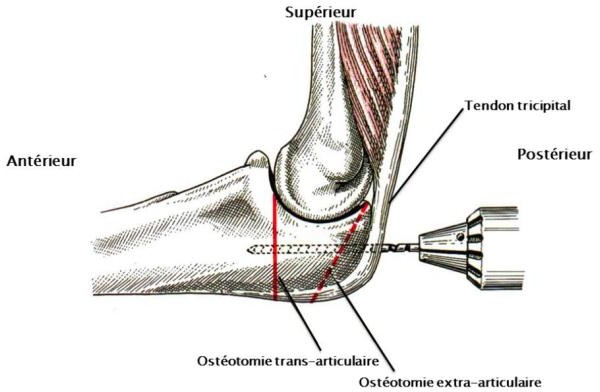 Supérieur
Tendon tricipital
Antérieur
Postérieur
Ostéotomie trans-articulaire
Ostéotomie extra-articulaire